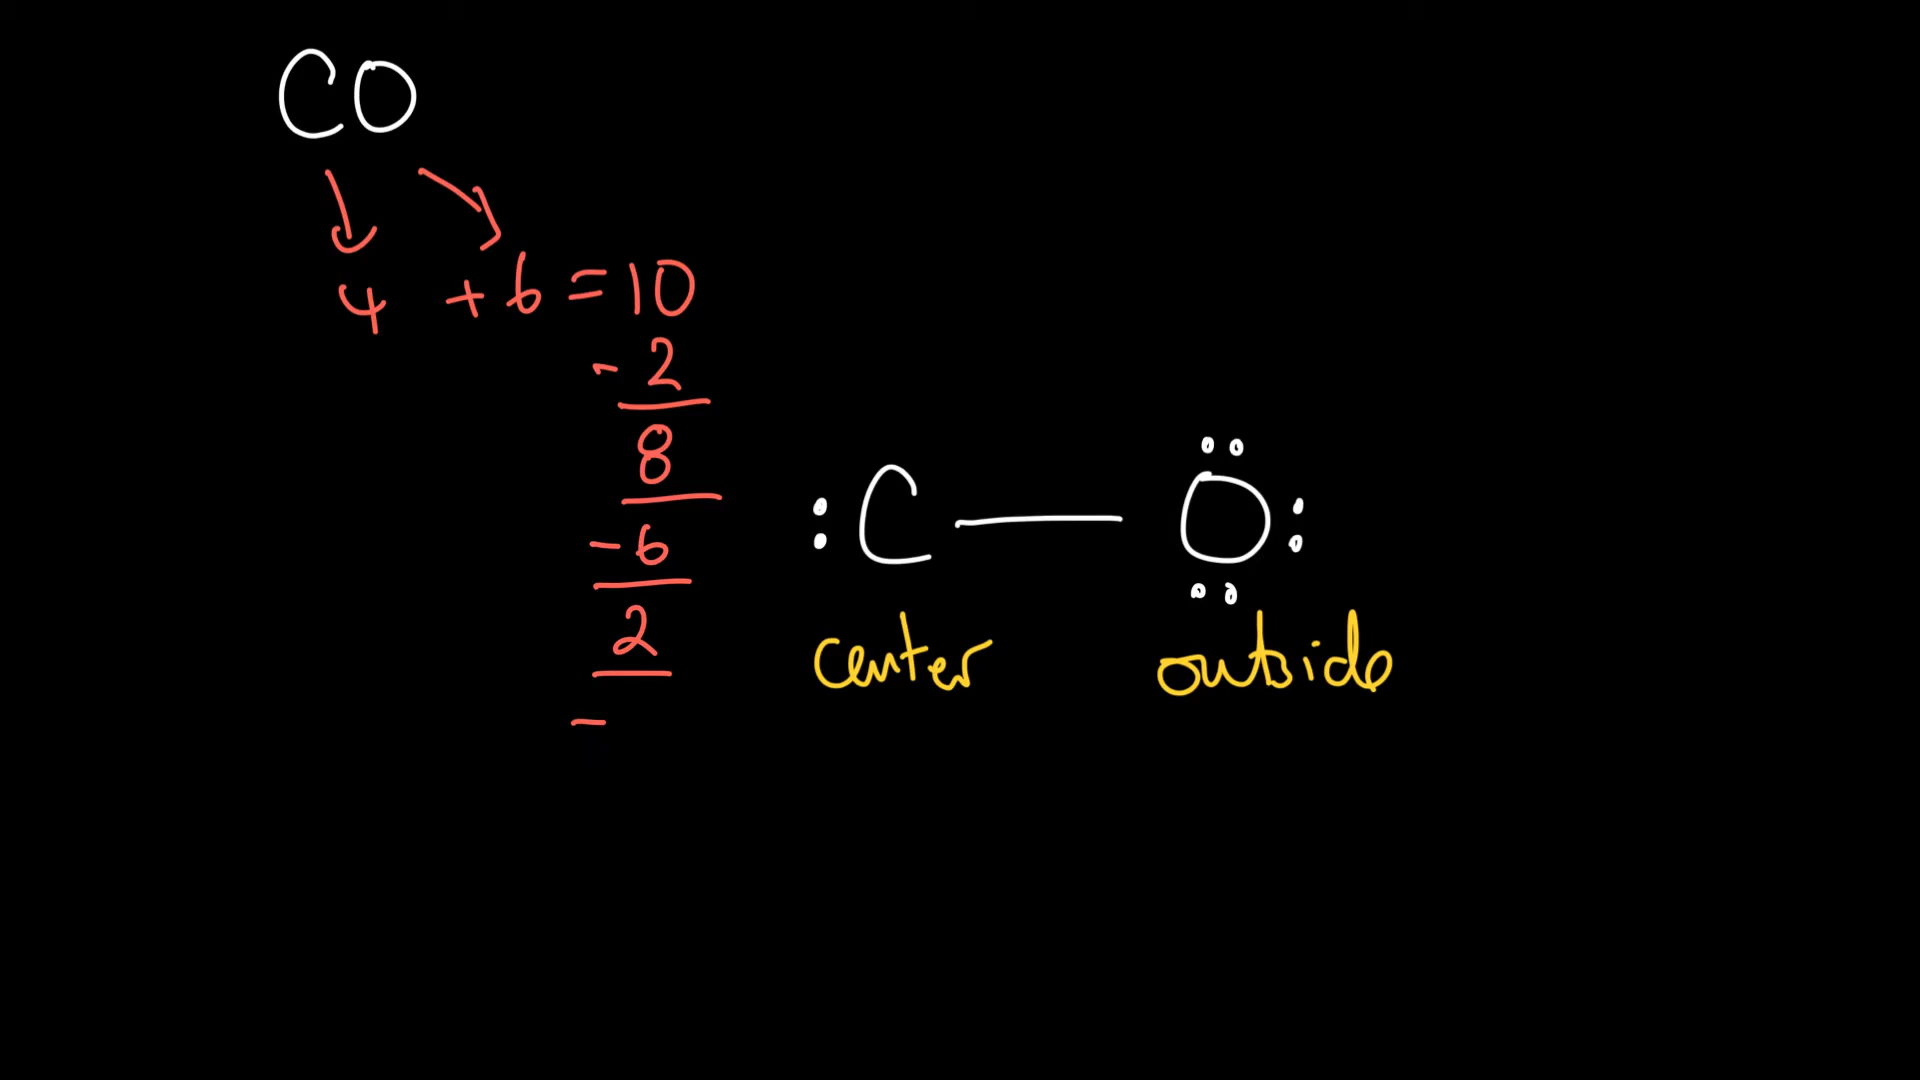 CO
4 + 6 = 10
- 2
8
- 6
2
-
:C — O:
center outside